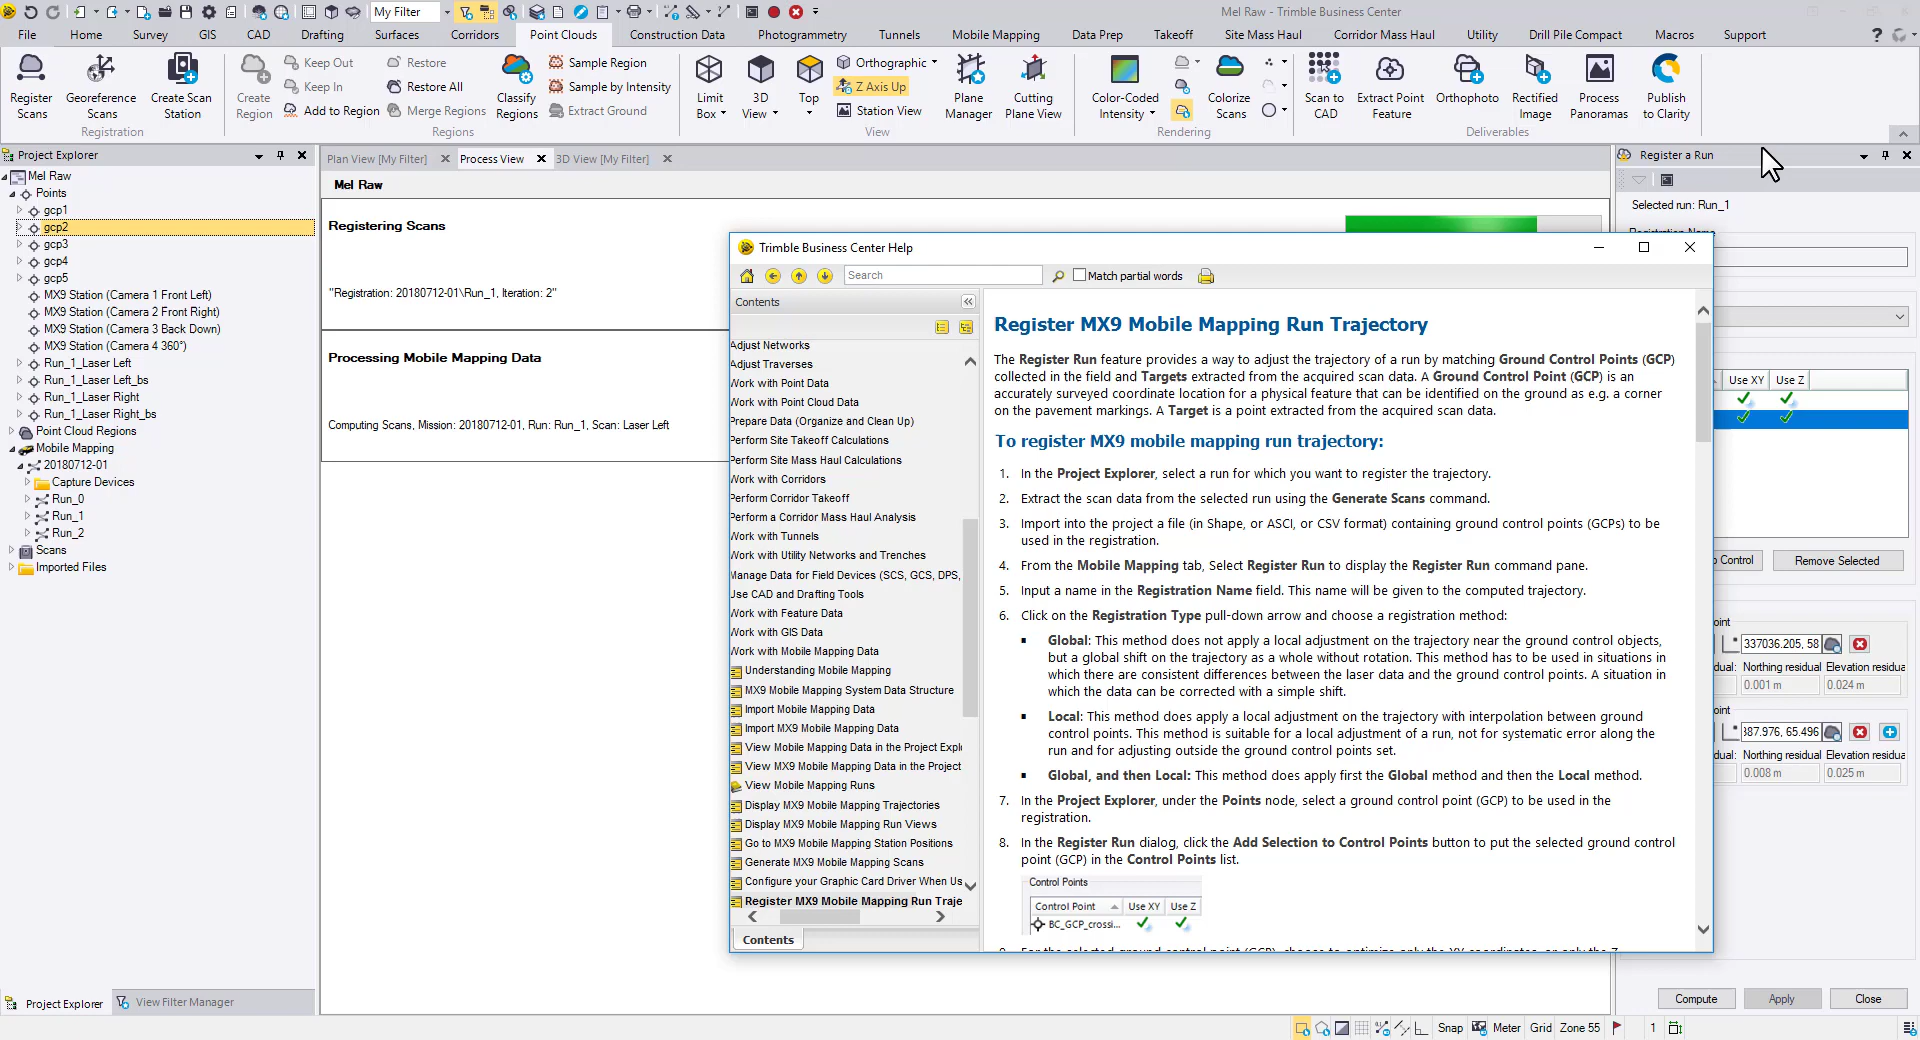 My Filter
Mel Raw - Trimble Business Center
File Home Survey GIS CAD Drafting Surfaces Corridors Point Clouds Construction Data Photogrammetry Tunnels Mobile Mapping Data Prep Takeoff Site Mass Haul Corridor Mass Haul Utility Drill Pile Compact Macros Support
Register Scans
Georeference Scans
Create Scan Station
Registration
Create Region
Keep Out
Keep In
Add to Region
Restore
Restore All
Merge Regions
Classify Regions
Sample Region
Sample by Intensity
Extract Ground
Regions
Limit Box
3D View
Top
Orthographic
Z Axis Up
Station View
Plane Manager
Cutting Plane View
View
Color-Coded Intensity
Colorize Scans
Rendering
Scan to CAD
Extract Point Feature
Orthophoto
Rectified Image
Process Panoramas
Publish to Clarity
Deliverables
Project Explorer
Mel Raw
Points
gcp1
gcp2
gcp3
gcp4
gcp5
MX9 Station (Camera 1 Front Left)
MX9 Station (Camera 2 Front Right)
MX9 Station (Camera 3 Back Down)
MX9 Station (Camera 4 360°)
Run_1_Laser Left
Run_1_Laser Left_bs
Run_1_Laser Right
Run_1_Laser Right_bs
Point Cloud Regions
Mobile Mapping
20180712-01
Capture Devices
Run_0
Run_1
Run_2
Scans
Imported Files
Project Explorer
View Filter Manager
Plan View [My Filter]
Process View
3D View [My Filter]
Mel Raw
Registering Scans
"Registration: 20180712-01\Run_1, Iteration: 2"
Processing Mobile Mapping Data
Computing Scans, Mission: 20180712-01, Run: Run_1, Scan: Laser Left
Trimble Business Center Help
Search
Match partial words
Contents
Adjust Networks
Adjust Traverses
Work with Point Data
Work with Point Cloud Data
Prepare Data (Organize and Clean Up)
Perform Site Takeoff Calculations
Perform Site Mass Haul Calculations
Work with Corridors
Perform Corridor Takeoff
Perform a Corridor Mass Haul Analysis
Work with Tunnels
Work with Utility Networks and Trenches
Manage Data for Field Devices (SCS, GCS, DPS,
Use CAD and Drafting Tools
Work with Feature Data
Work with GIS Data
Work with Mobile Mapping Data
Understanding Mobile Mapping
MX9 Mobile Mapping System Data Structure
Import Mobile Mapping Data
Import MX9 Mobile Mapping Data
View Mobile Mapping Data in the Project Expl
View MX9 Mobile Mapping Data in the Project
View Mobile Mapping Runs
Display MX9 Mobile Mapping Trajectories
Display MX9 Mobile Mapping Run Views
Go to MX9 Mobile Mapping Station Positions
Generate MX9 Mobile Mapping Scans
Configure your Graphic Card Driver When Us
Register MX9 Mobile Mapping Run Traje
Contents
Register MX9 Mobile Mapping Run Trajectory
The Register Run feature provides a way to adjust the trajectory of a run by matching Ground Control Points (GCP)
collected in the field and Targets extracted from the acquired scan data. A Ground Control Point (GCP) is an
accurately surveyed coordinate location for a physical feature that can be identified on the ground as e.g. a corner
on the pavement markings. A Target is a point extracted from the acquired scan data.
To register MX9 mobile mapping run trajectory:
1. In the Project Explorer, select a run for which you want to register the trajectory.
2. Extract the scan data from the selected run using the Generate Scans command.
3. Import into the project a file (in Shape, or ASCI, or CSV format) containing ground control points (GCPs) to be
used in the registration.
4. From the Mobile Mapping tab, Select Register Run to display the Register Run command pane.
5. Input a name in the Registration Name field. This name will be given to the computed trajectory.
6. Click on the Registration Type pull-down arrow and choose a registration method:
▪ Global: This method does not apply a local adjustment on the trajectory near the ground control objects,
but a global shift on the trajectory as a whole without rotation. This method has to be used in situations in
which there are consistent differences between the laser data and the ground control points. A situation in
which the data can be corrected with a simple shift.
▪ Local: This method does apply a local adjustment on the trajectory with interpolation between ground
control points. This method is suitable for a local adjustment of a run, not for systematic error along the
run and for adjusting outside the ground control points set.
▪ Global, and then Local: This method does apply first the Global method and then the Local method.
7. In the Project Explorer, under the Points node, select a ground control point (GCP) to be used in the
registration.
8. In the Register Run dialog, click the Add Selection to Control Points button to put the selected ground control
point (GCP) in the Control Points list.
Control Points
Control Point Use XY Use Z
BC_GCP_crossi...
Register a Run
Selected run: Run_1
Use XY Use Z
Control
Remove Selected
oint
337036.205, 58
dual: Northing residual Elevation residua
0.001 m 0.024 m
oint
387.976, 65.496
dual: Northing residual Elevation residua
0.008 m 0.025 m
Compute Apply Close
Snap Meter Grid Zone 55 1